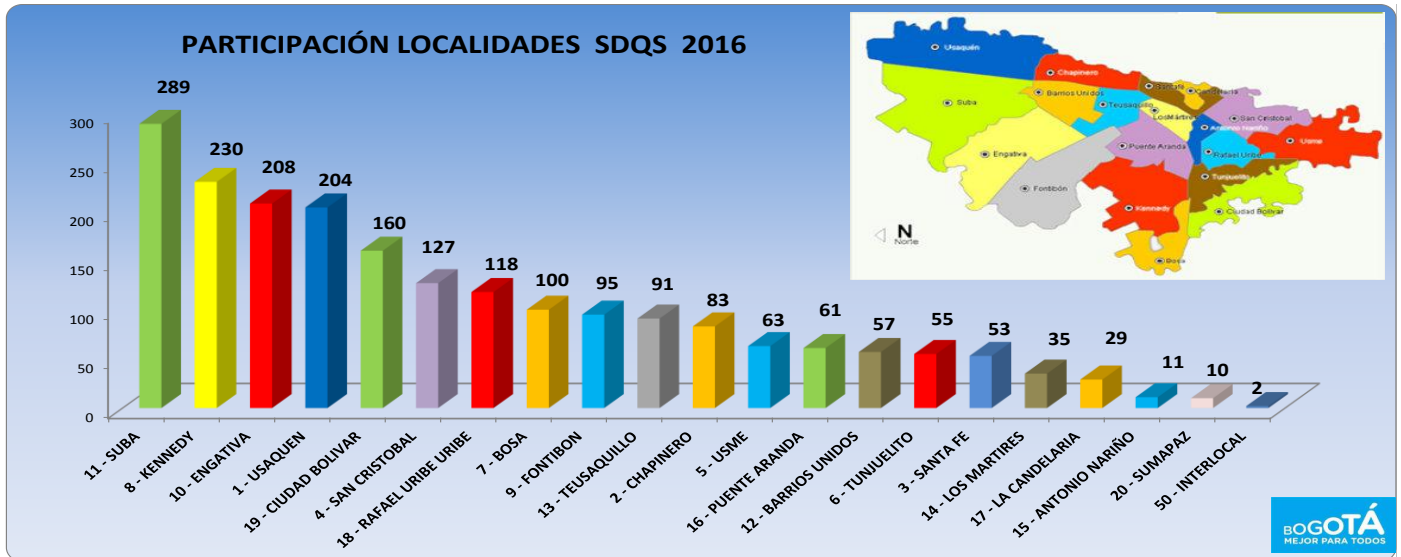 PARTICIPACIÓN LOCALIDADES SDQS 2016
289
230
208
204
160
127
118
100
95
91
83
63
61
57
55
53
35
29
11
10
2
300
250
200
150
100
50
0
11 - SUBA
8 - KENNEDY
10 - ENGATIVA
1 - USAQUEN
19 - CIUDAD BOLIVAR
4 - SAN CRISTOBAL
18 - RAFAEL URIBE URIBE
7 - BOSA
9 - FONTIBON
13 - TEUSAQUILLO
2 - CHAPINERO
5 - USME
16 - PUENTE ARANDA
12 - BARRIOS UNIDOS
6 - TUNJUELITO
3 - SANTA FE
14 - LOS MARTIRES
17 - LA CANDELARIA
15 - ANTONIO NARIÑO
20 - SUMAPAZ
50 - INTERLOCAL
Usaquén
Chapinero
Suba
Barrios Unidos
Santafé
Candelaria
Teusaquillo
LosMártires
San Cristobal
Antonio Nariño
Usme
Engativa
Puente Aranda
Rafael Uribe
Fontibón
Tunjuelito
Kennedy
Ciudad Bolivar
Bosa
N
Norte
BOGOTÁ
MEJOR PARA TODOS